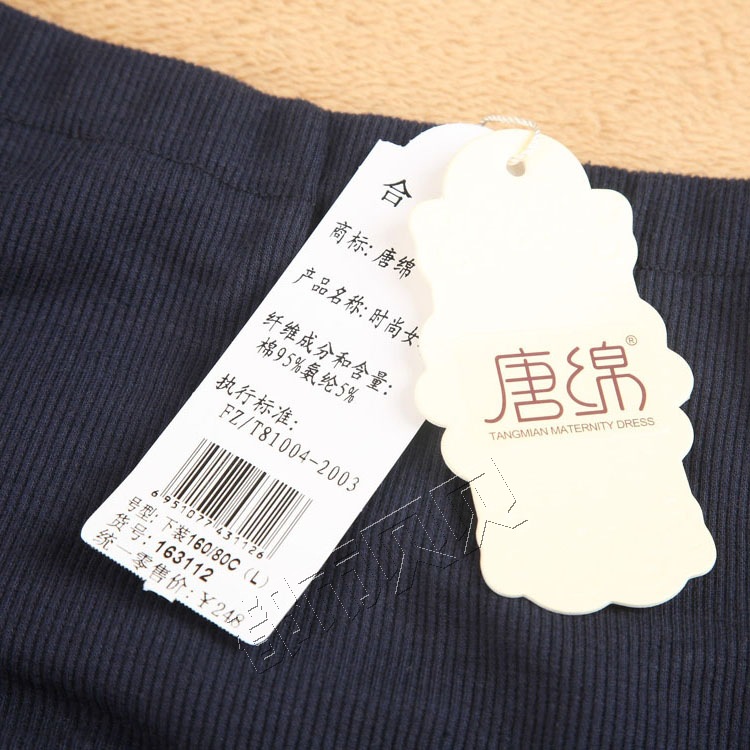 合
商标:唐绵
产品名称:时尚女
纤维成分和含量:
棉95%氨纶5%
执行标准:
FZ/T81004-2003
6951077431126
号型:下装160/80C(L)
货号:163112
统一零售价:¥248
唐绵®
TANGMIAN MATERNITY DRESS